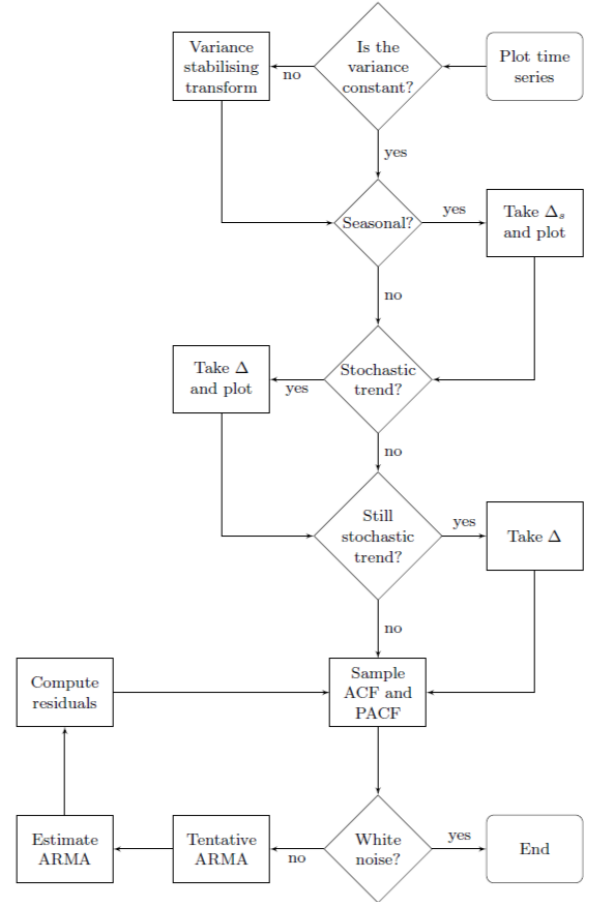 Variance
stabilising
transform
no
Is the
variance
constant?
Plot time
series
yes
Seasonal?
yes
Take Δₛ
and plot
no
Take Δ
and plot
yes
Stochastic
trend?
no
Still
stochastic
trend?
yes
Take Δ
no
Compute
residuals
Sample
ACF and
PACF
Estimate
ARMA
Tentative
ARMA
no
White
noise?
yes
End